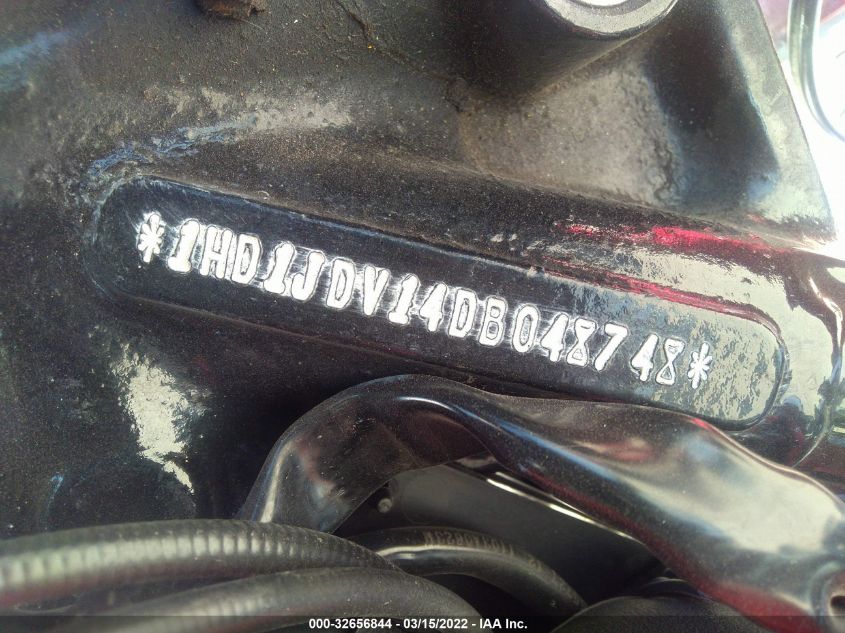 *1HD1JDV14DB048748*
000-32656844 - 03/15/2022 - IAA Inc.